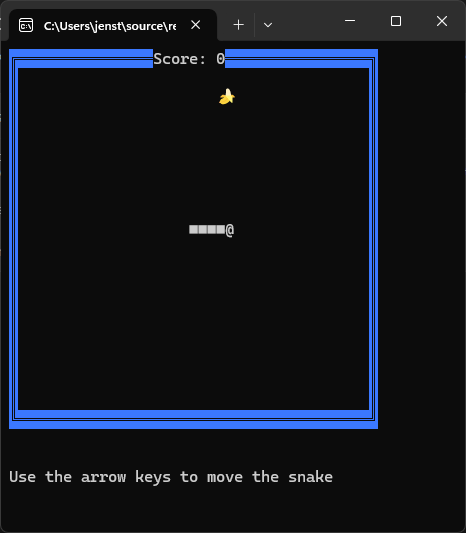 C:\Users\jenst\source\re
Score: 0
■■■■@
Use the arrow keys to move the snake